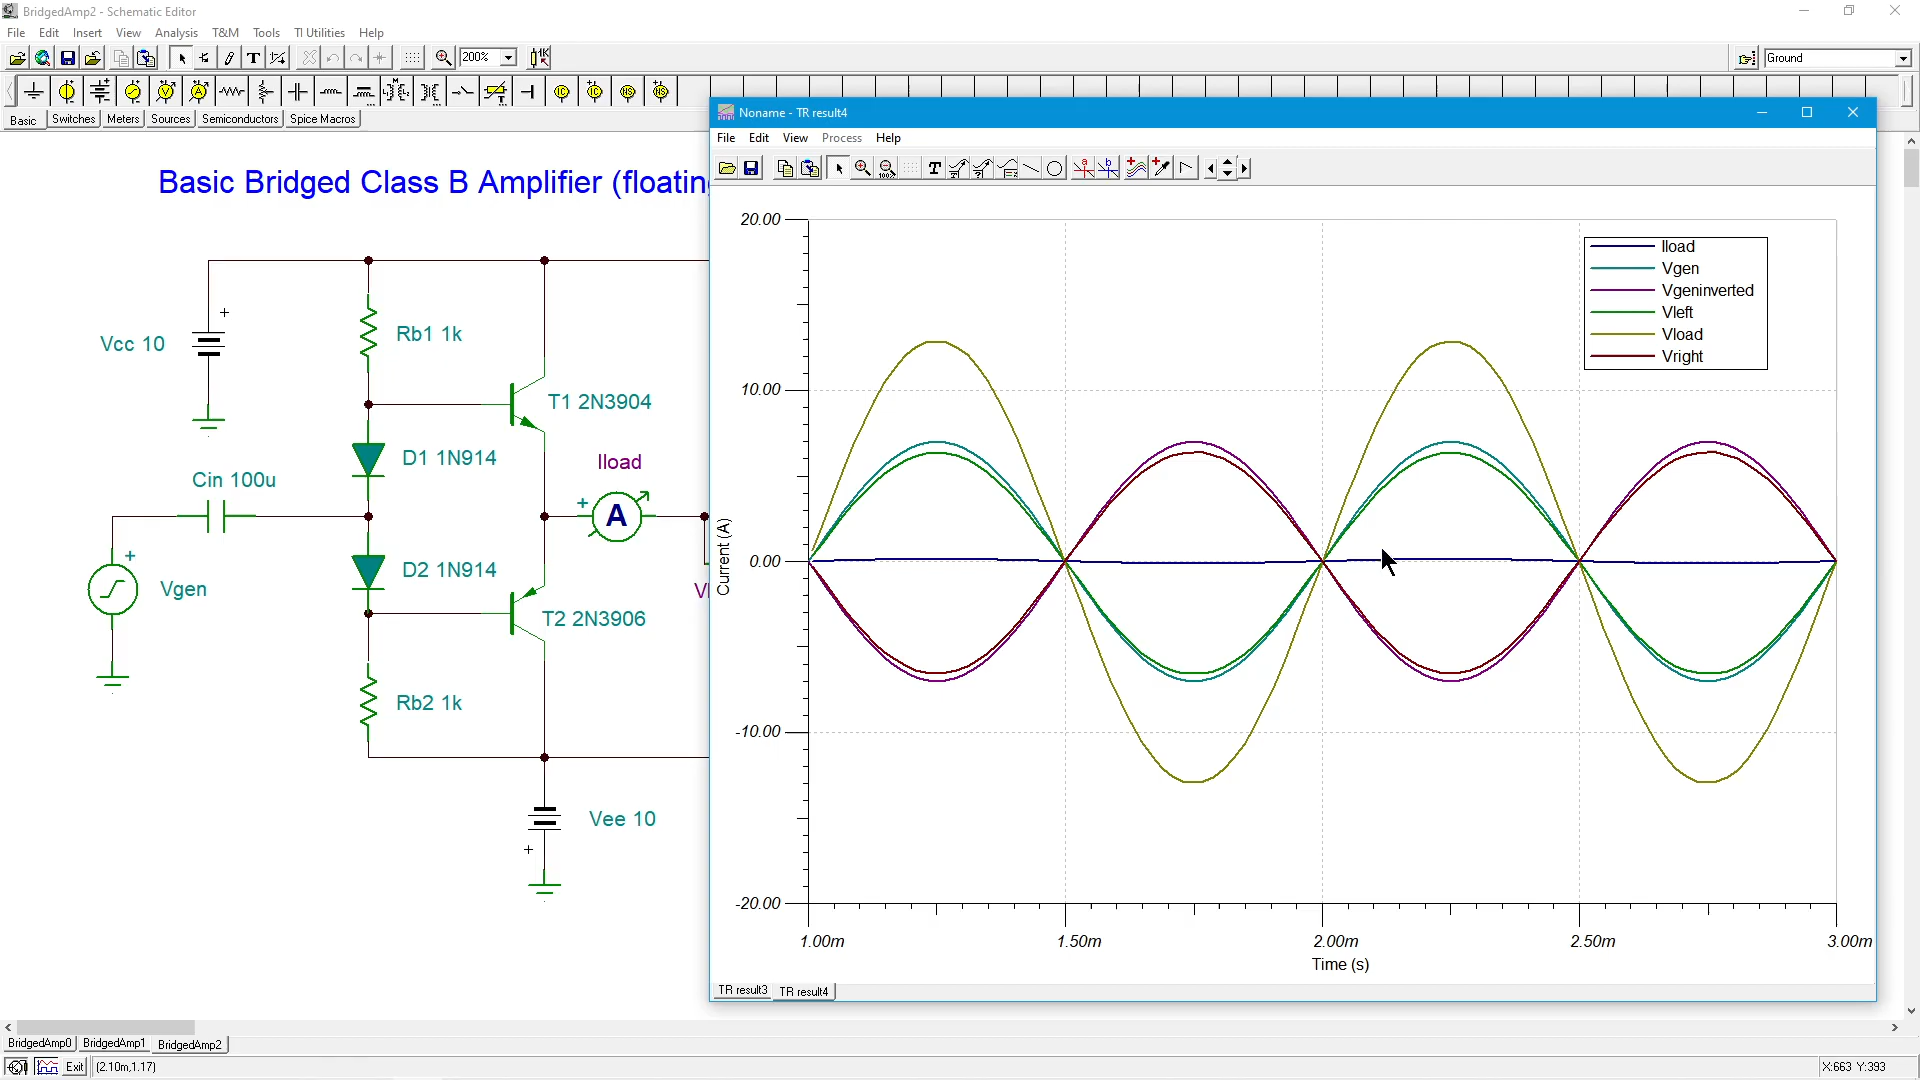 BridgedAmp2 - Schematic Editor
File Edit Insert View Analysis T&M Tools TI Utilities Help
200%
1K
Ground
Basic Switches Meters Sources Semiconductors Spice Macros
Noname - TR result4
File Edit View Process Help
Basic Bridged Class B Amplifier (floating
Vcc 10
Rb1 1k
T1 2N3904
D1 1N914
Iload
Cin 100u
A
D2 1N914
Vgen
T2 2N3906
Rb2 1k
Vee 10
20.00
10.00
0.00
-10.00
-20.00
Current (A)
Iload
Vgen
Vgeninverted
Vleft
Vload
Vright
1.00m 1.50m 2.00m 2.50m 3.00m
Time (s)
TR result3 TR result4
BridgedAmp0 BridgedAmp1 BridgedAmp2
Exit (2.10m,1.17)
X:663 Y:393